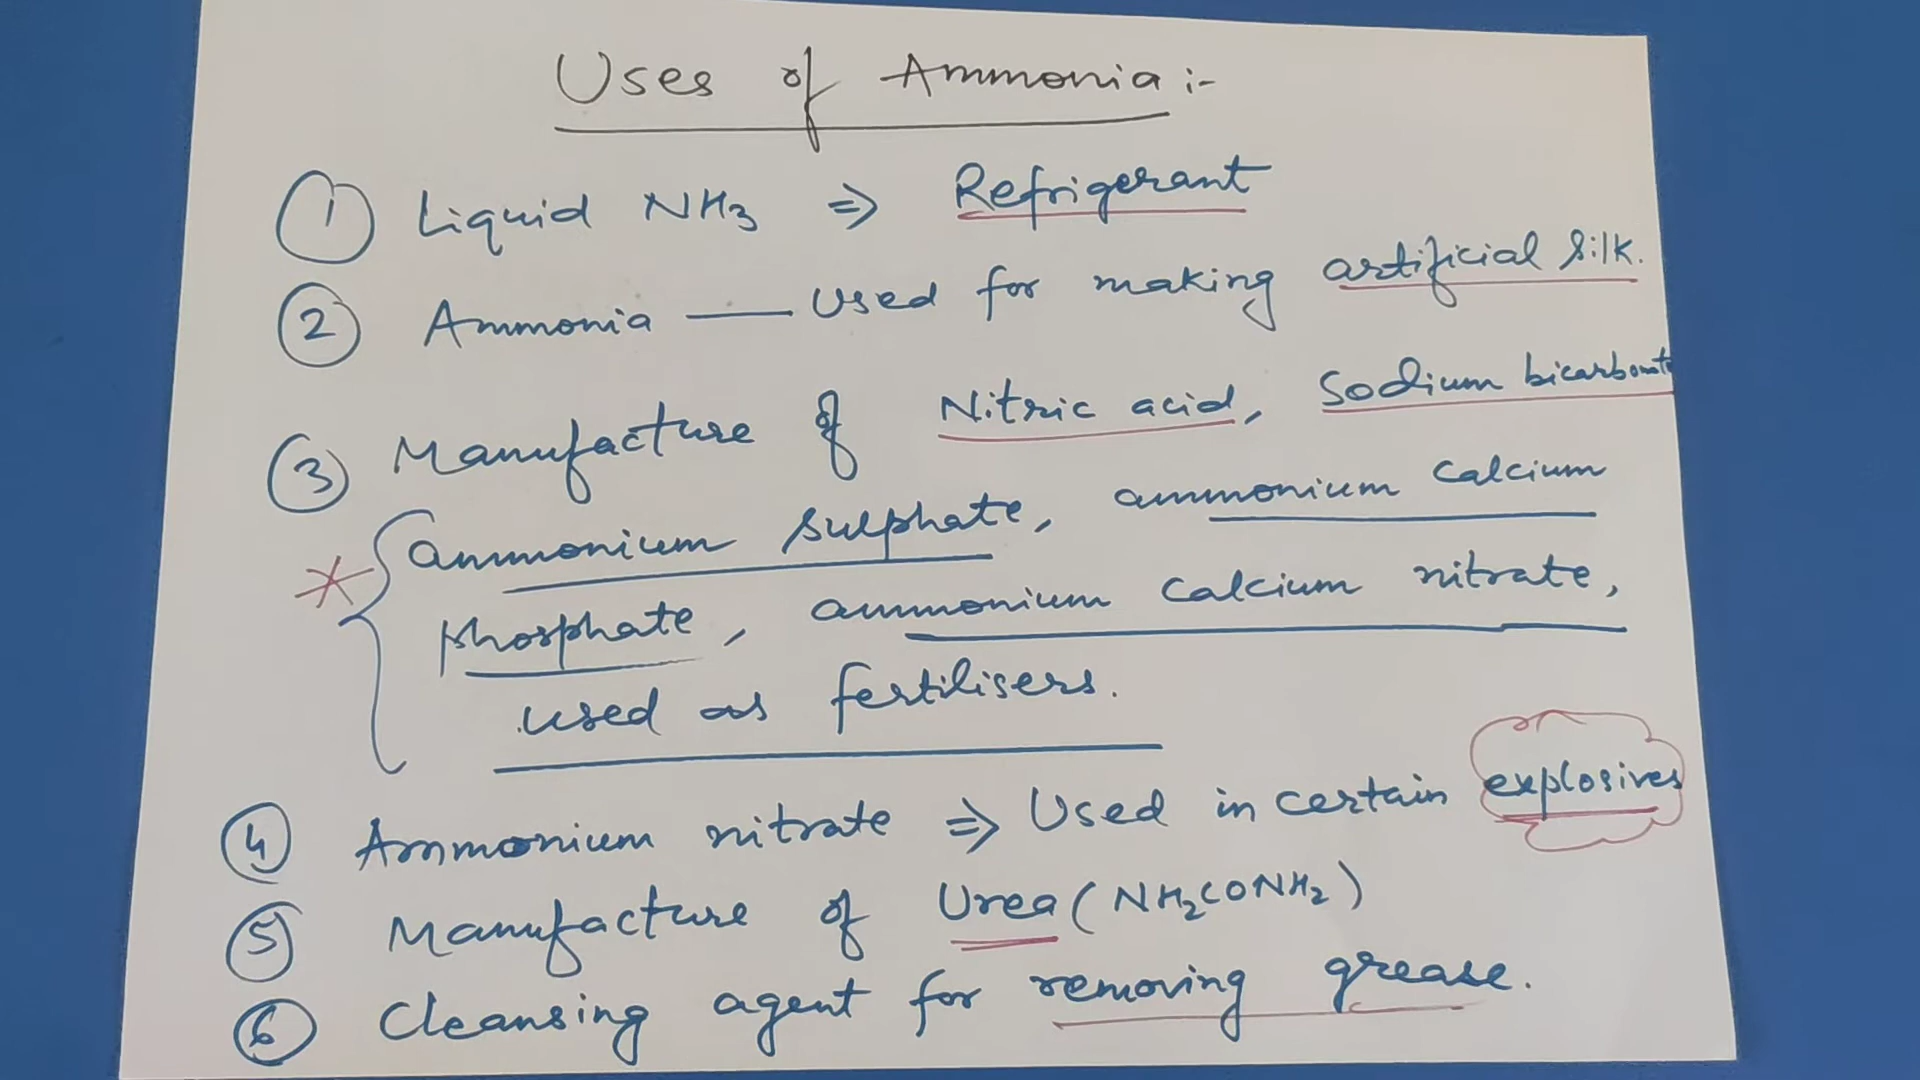 Uses of Ammonia :-
① Liquid NH3 ⇒ Refrigerant
② Ammonia — Used for making artificial silk.
③ Manufacture of Nitric acid, Sodium bicarbonate
* { ammonium sulphate, ammonium calcium
phosphate, ammonium calcium nitrate,
used as fertilisers.
④ Ammonium nitrate ⇒ Used in certain explosives
⑤ Manufacture of Urea (NH₂CONH₂)
⑥ Cleansing agent for removing grease.